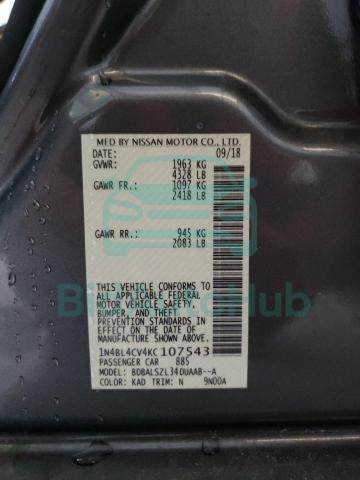 MFD BY NISSAN MOTOR CO., LTD.
DATE: 09/18
GVWR: 1963 KG
4328 LB
GAWR FR: 1097 KG
2418 LB
GAWR RR: 945 KG
2083 LB
THIS VEHICLE CONFORMS TO
ALL APPLICABLE FEDERAL
MOTOR VEHICLE SAFETY,
BUMPER, AND THEFT
PREVENTION STANDARDS IN
EFFECT ON THE DATE OF
MANUFACTURE SHOWN ABOVE.
1N4BL4CV4KC107543
PASSENGER CAR 885
MODEL: BDBALSZL34DUAAB--A
COLOR: KAD TRIM: N 9N00A